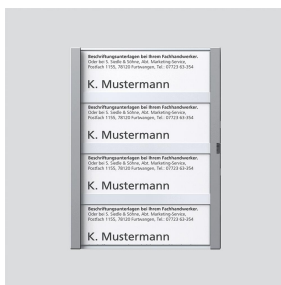 Beschriftungsunterlagen bei Ihrem Fachhandwerker.
Oder bei S. Siedle & Söhne, Abt. Marketing-Service,
Postfach 1155, 78120 Furtwangen, Tel.: 07723 63-354
K. Mustermann
Beschriftungsunterlagen bei Ihrem Fachhandwerker.
Oder bei S. Siedle & Söhne, Abt. Marketing-Service,
Postfach 1155, 78120 Furtwangen, Tel.: 07723 63-354
K. Mustermann
Beschriftungsunterlagen bei Ihrem Fachhandwerker.
Oder bei S. Siedle & Söhne, Abt. Marketing-Service,
Postfach 1155, 78120 Furtwangen, Tel.: 07723 63-354
K. Mustermann
Beschriftungsunterlagen bei Ihrem Fachhandwerker.
Oder bei S. Siedle & Söhne, Abt. Marketing-Service,
Postfach 1155, 78120 Furtwangen, Tel.: 07723 63-354
K. Mustermann